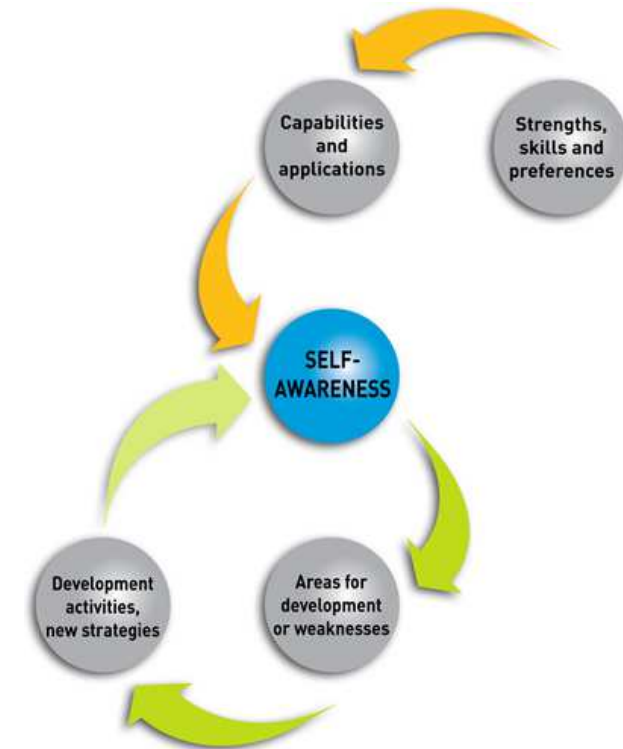 Capabilities
and
applications
Strengths,
skills and
preferences
SELF-
AWARENESS
Development
activities,
new strategies
Areas for
development
or weaknesses